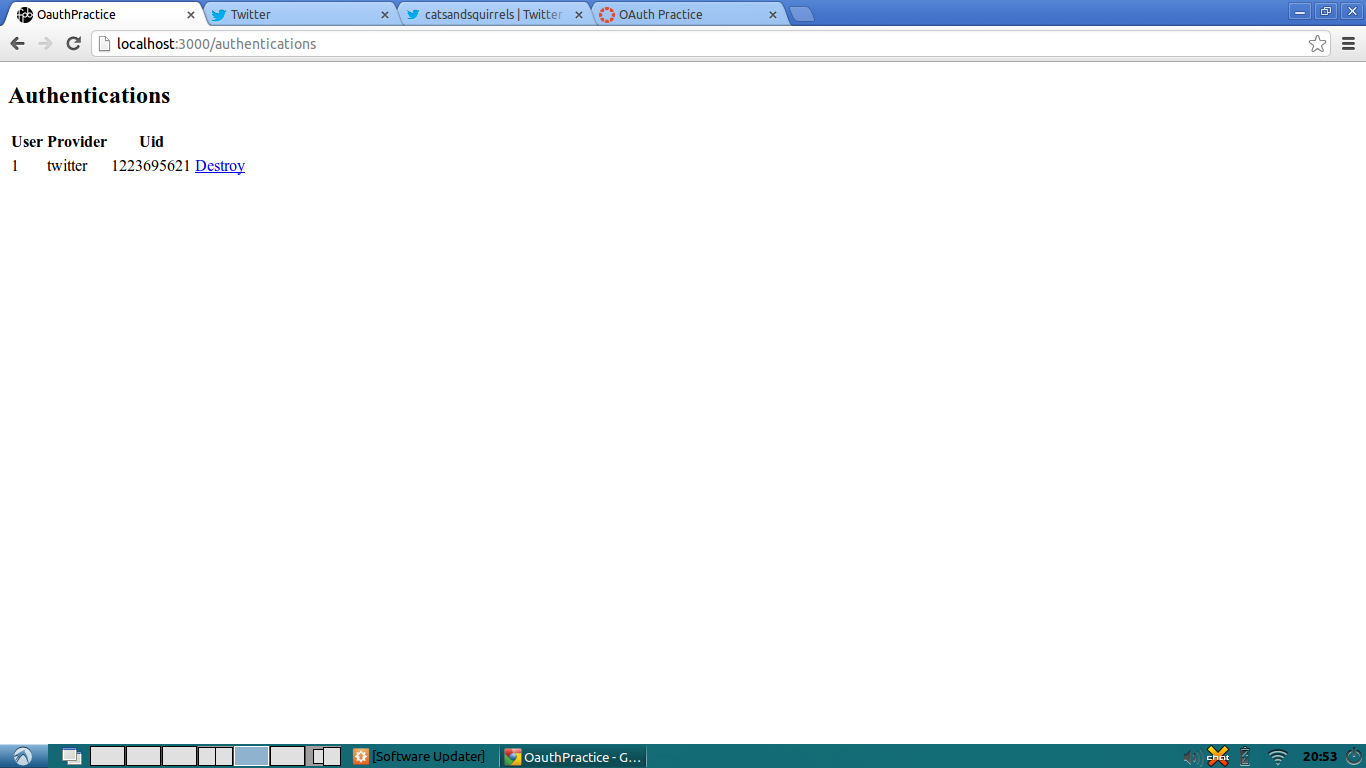 OauthPractice
Twitter
catsandsquirrels | Twitter
OAuth Practice
localhost:3000/authentications
Authentications
User Provider Uid
1 twitter 1223695621 Destroy
[Software Updater]
OauthPractice - G...
chat
20:53